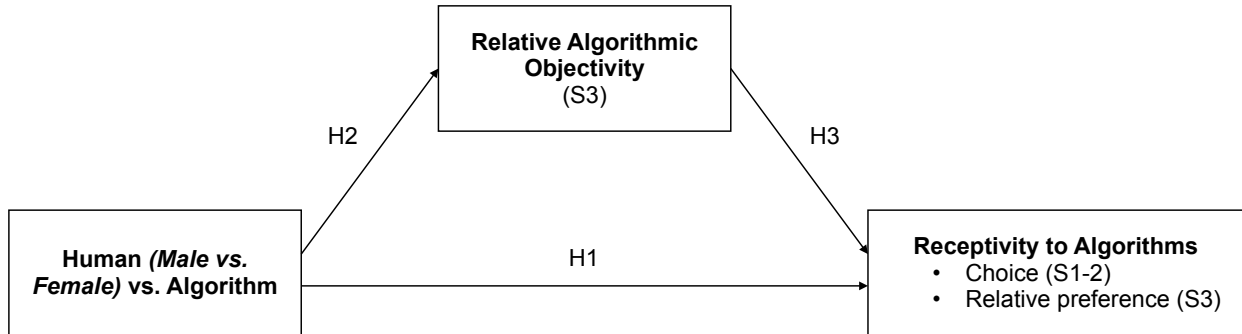 Relative Algorithmic
Objectivity
(S3)
H2
H3
Human (Male vs.
Female) vs. Algorithm
H1
Receptivity to Algorithms
• Choice (S1-2)
• Relative preference (S3)